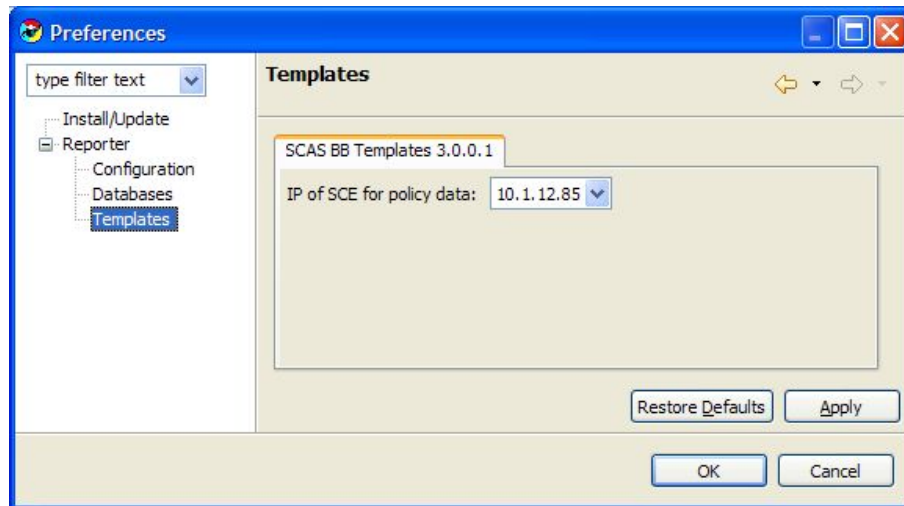 Preferences
type filter text
Install/Update
Reporter
Configuration
Databases
Templates
Templates
SCAS BB Templates 3.0.0.1
IP of SCE for policy data: 10.1.12.85
Restore Defaults Apply
OK Cancel